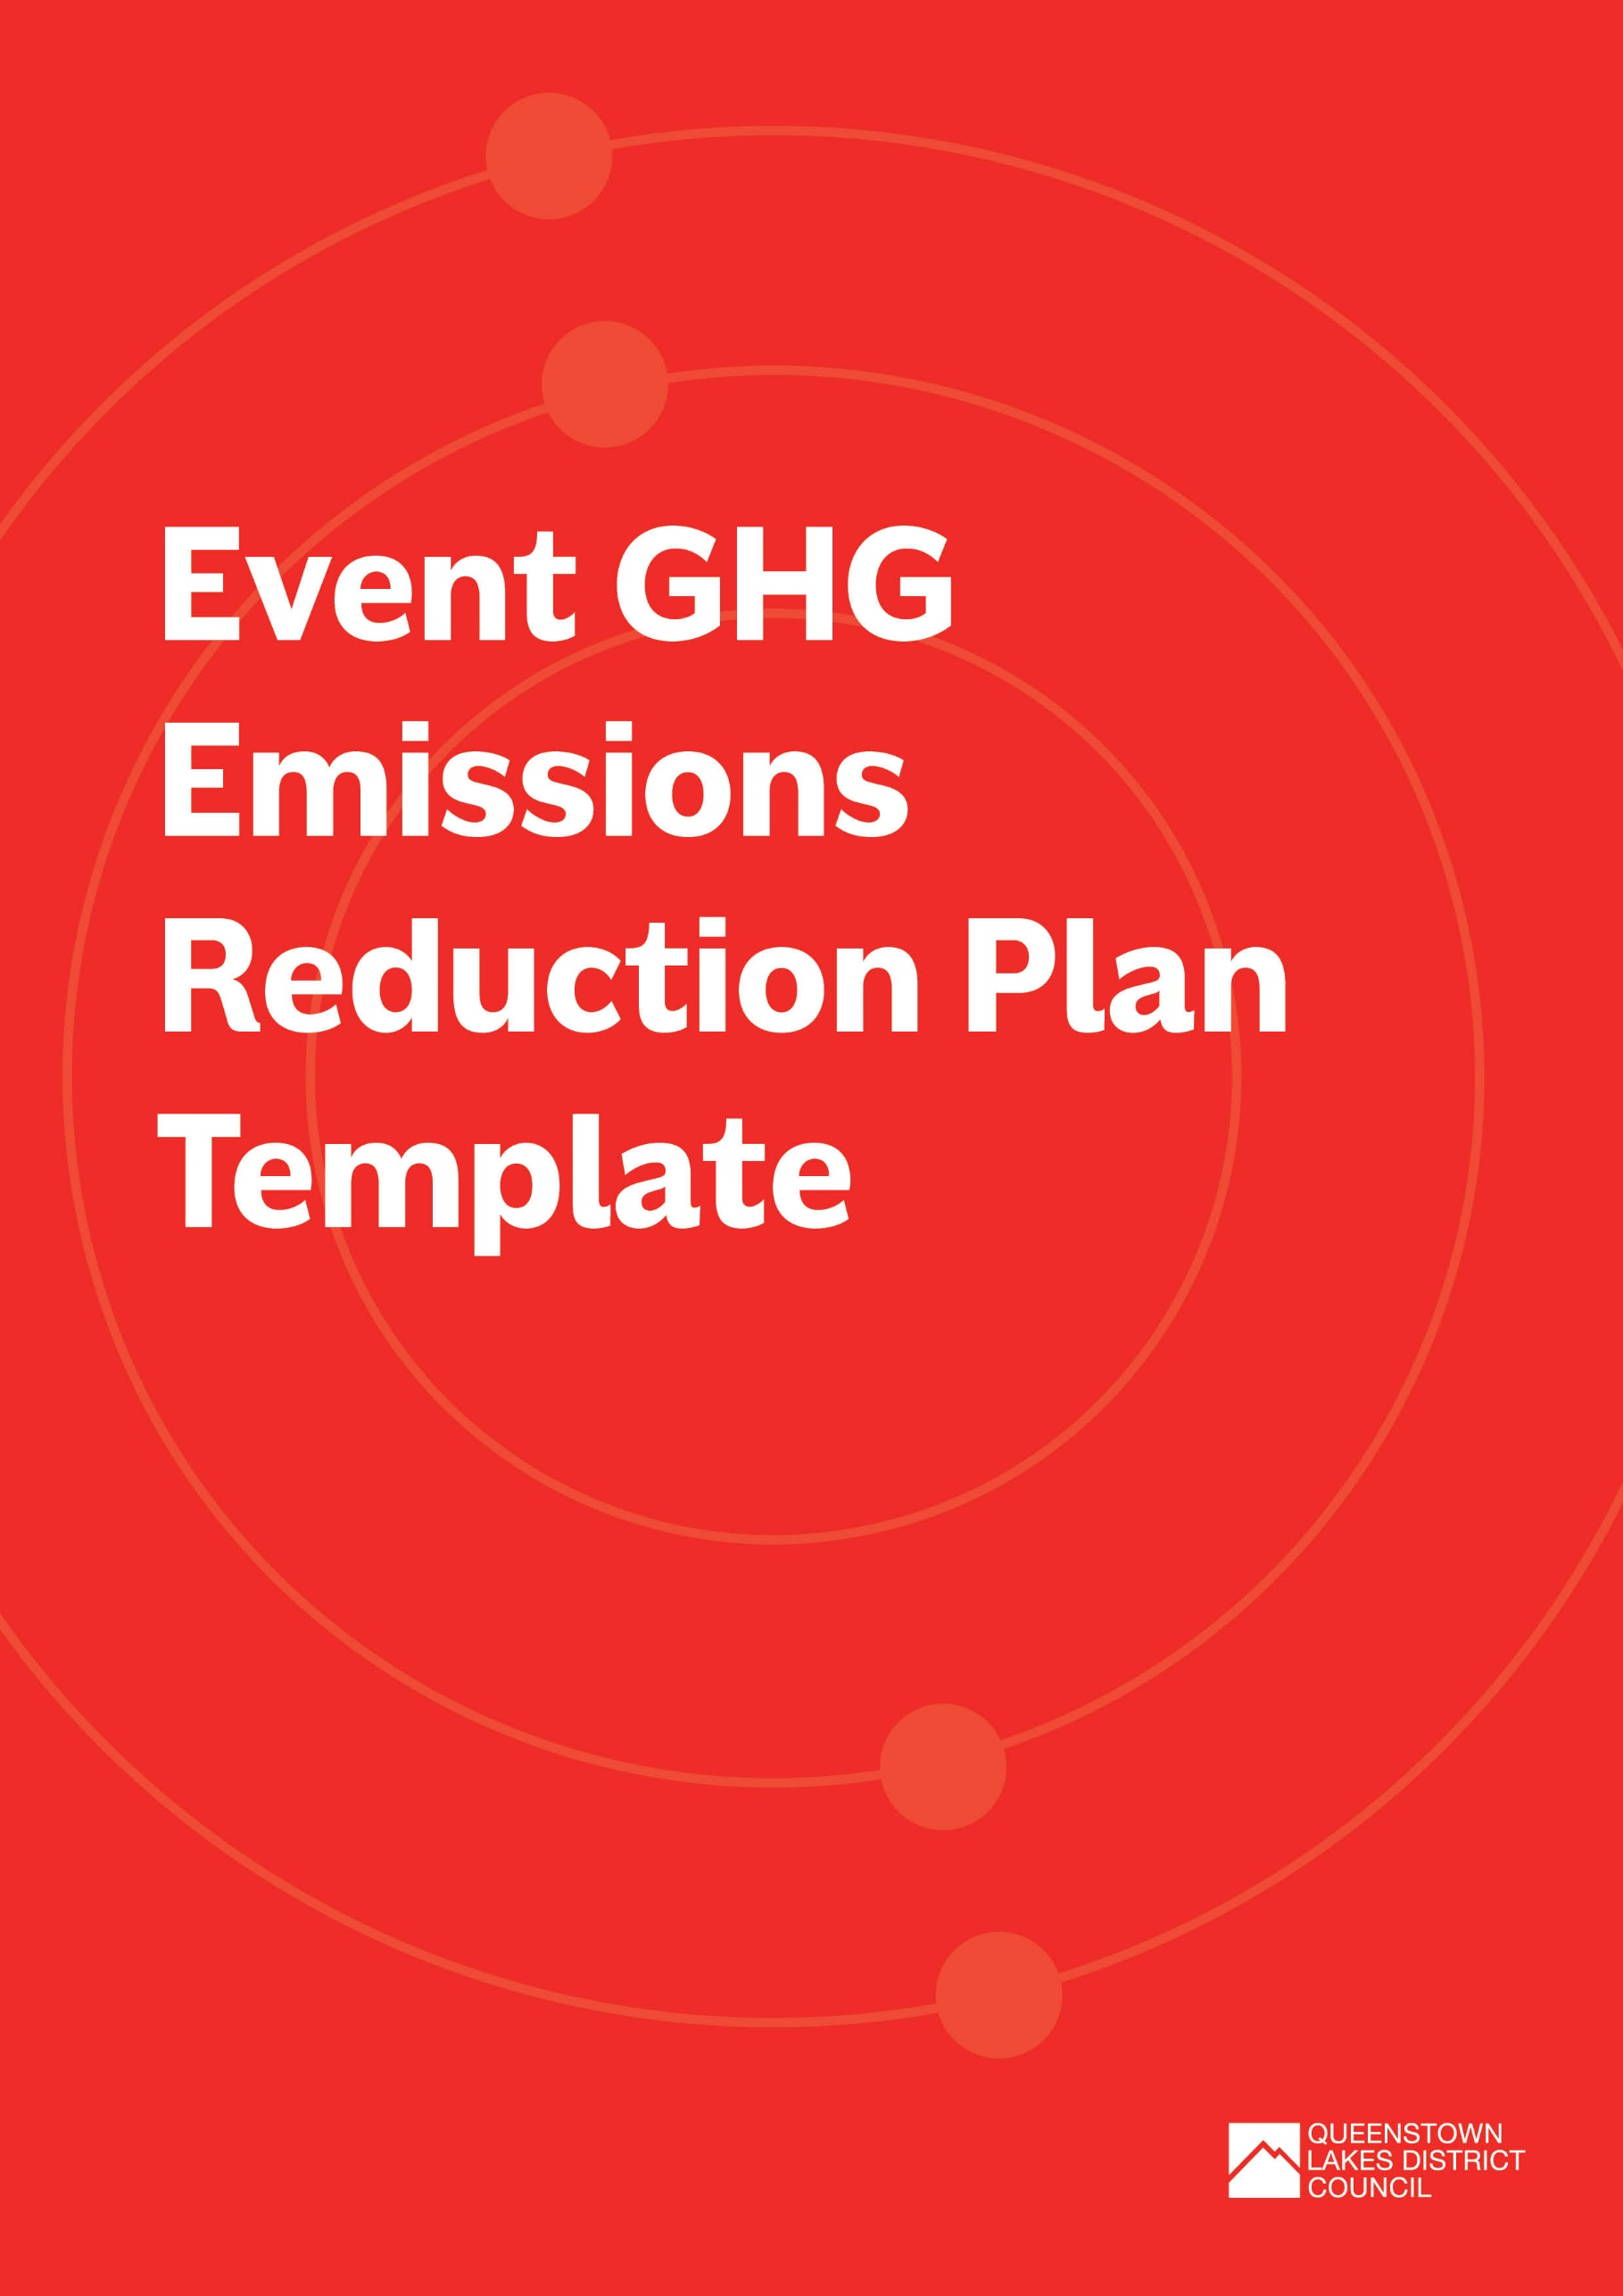 Event GHG
Emissions
Reduction Plan
Template
QUEENSTOWN
LAKES DISTRICT
COUNCIL